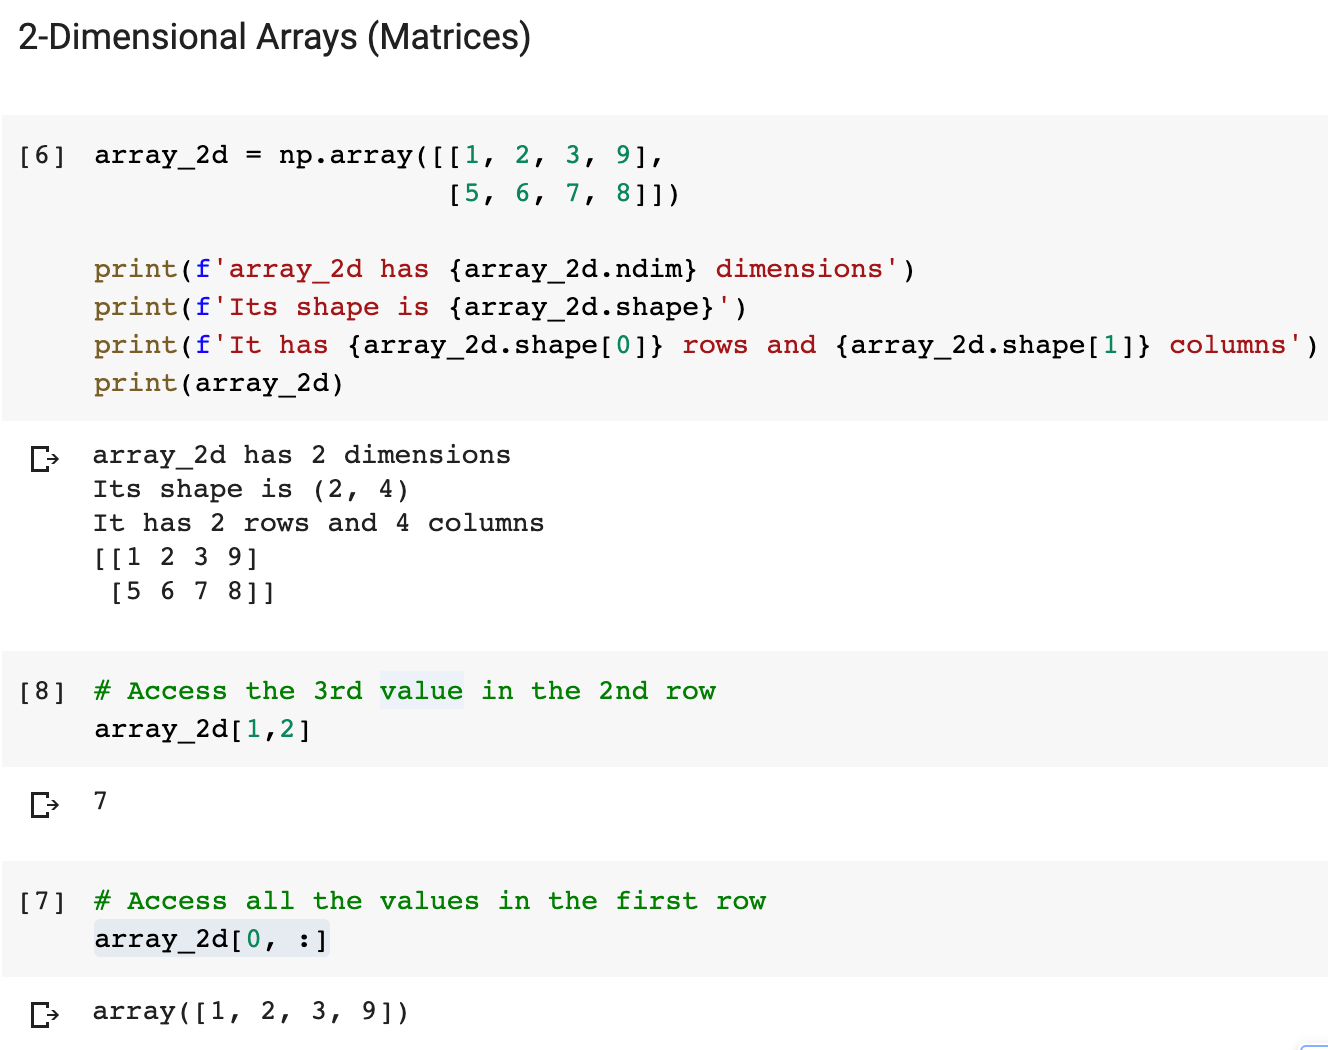 2-Dimensional Arrays (Matrices)
[6] array_2d = np.array([[1, 2, 3, 9],
                     [5, 6, 7, 8]])
print(f'array_2d has {array_2d.ndim} dimensions')
print(f'Its shape is {array_2d.shape}')
print(f'It has {array_2d.shape[0]} rows and {array_2d.shape[1]} columns')
print(array_2d)
array_2d has 2 dimensions
Its shape is (2, 4)
It has 2 rows and 4 columns
[[1 2 3 9]
 [5 6 7 8]]
[8] # Access the 3rd value in the 2nd row
array_2d[1,2]
7
[7] # Access all the values in the first row
array_2d[0, :]
array([1, 2, 3, 9])